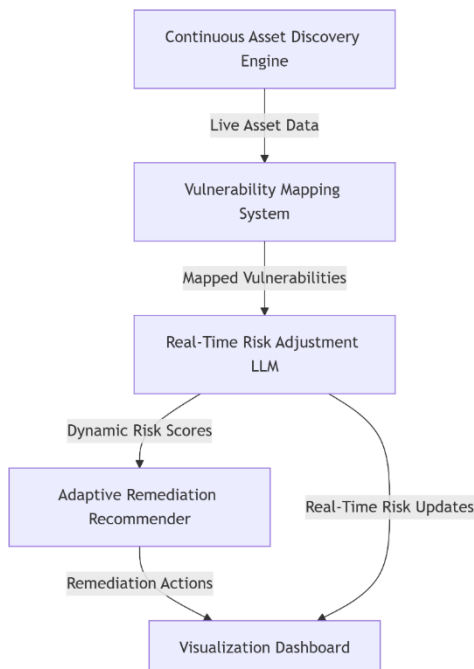 Continuous Asset Discovery
Engine
Live Asset Data
Vulnerability Mapping
System
Mapped Vulnerabilities
Real-Time Risk Adjustment
LLM
Dynamic Risk Scores
Adaptive Remediation
Recommender
Real-Time Risk Updates
Remediation Actions
Visualization Dashboard